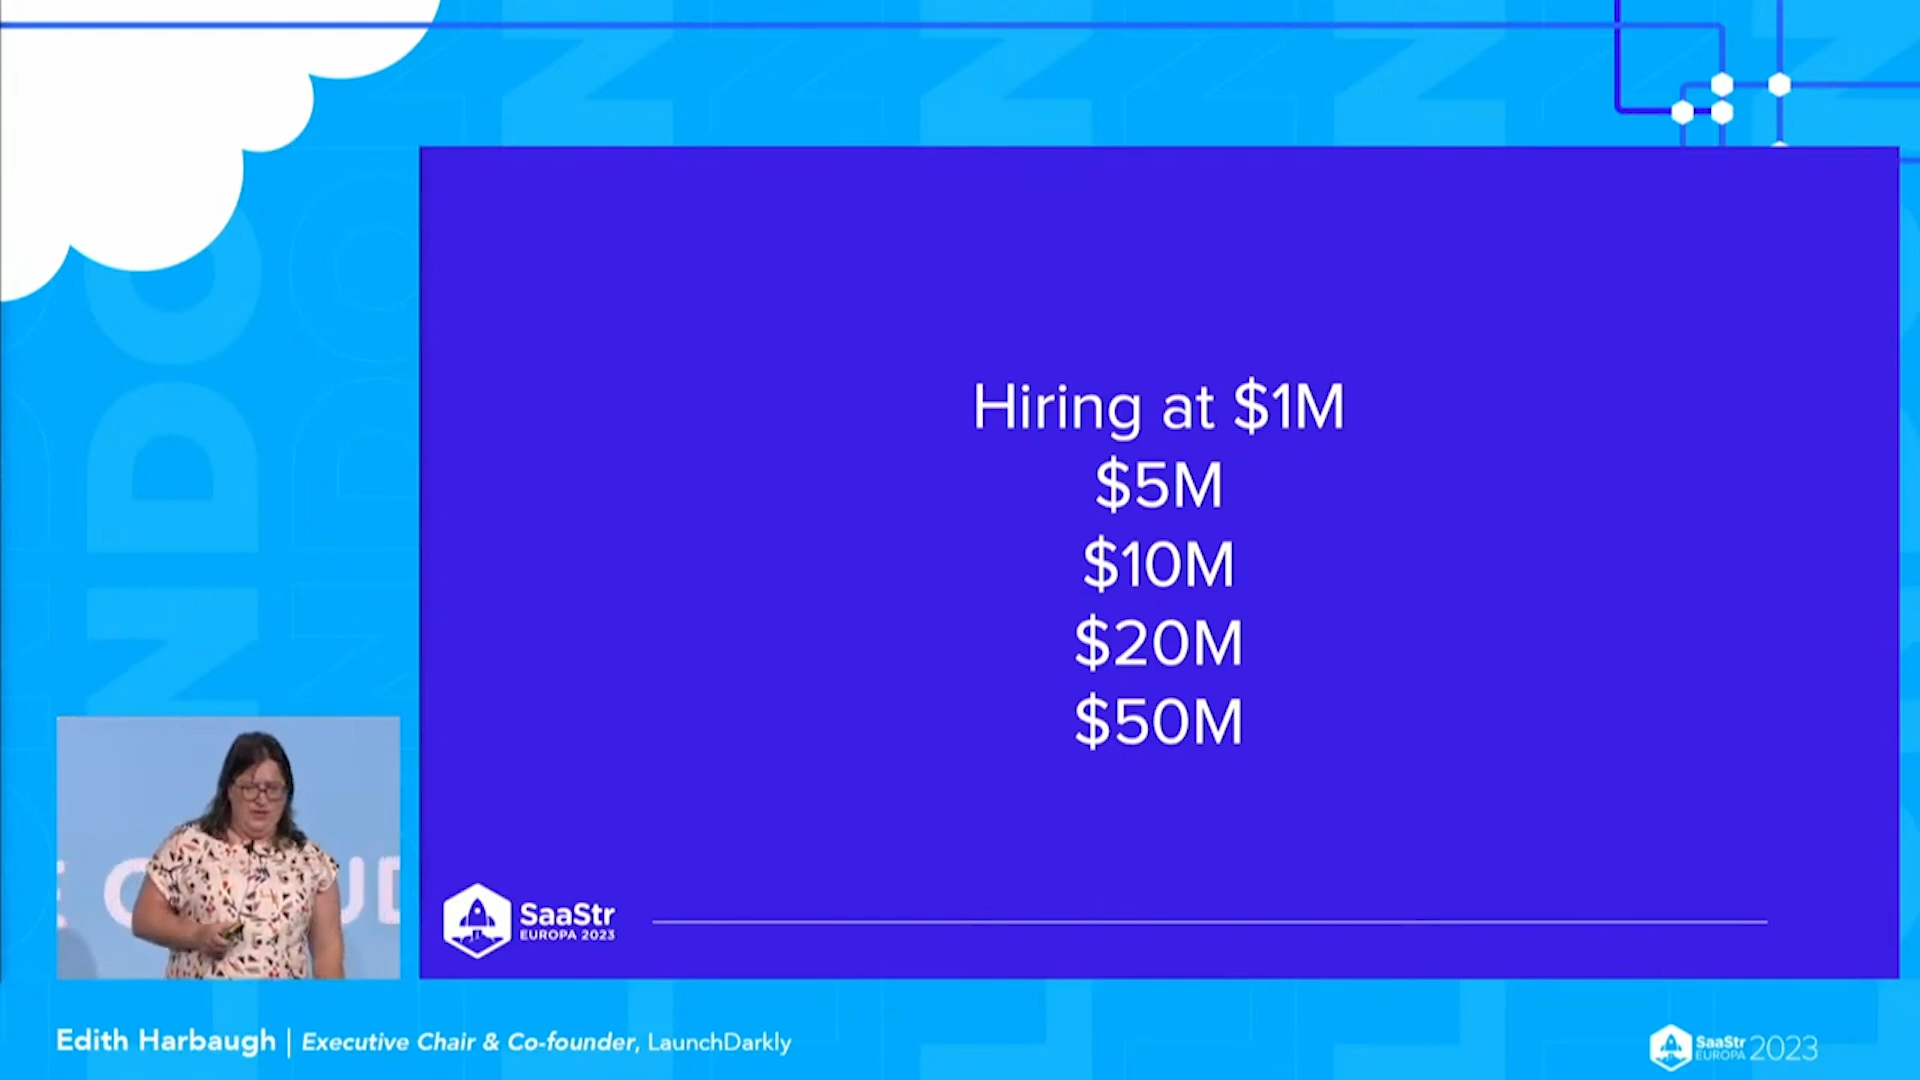 Hiring at $1M
$5M
$10M
$20M
$50M
SaaStr
EUROPA 2023
Edith Harbaugh | Executive Chair & Co-founder, LaunchDarkly
SaaStr
EUROPA 2023